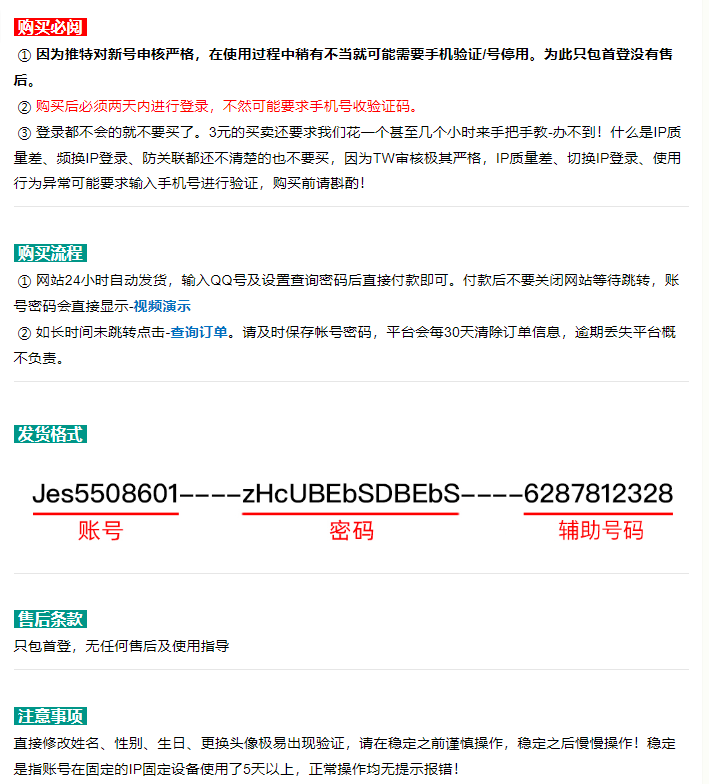 购买必阅
① 因为推特对新号申核严格，在使用过程中稍有不当就可能需要手机验证/号停用。为此只包首登没有售
后。
② 购买后必须两天内进行登录，不然可能要求手机号收验证码。
③ 登录都不会的就不要买了。3元的买卖还要求我们花一个甚至几个小时来手把手教-办不到！什么是IP质
量差、频换IP登录、防关联都还不清楚的也不要买，因为TW审核极其严格，IP质量差、切换IP登录、使用
行为异常可能要求输入手机号进行验证，购买前请斟酌！
购买流程
① 网站24小时自动发货，输入QQ号及设置查询密码后直接付款即可。付款后不要关闭网站等待跳转，账
号密码会直接显示-视频演示
② 如长时间未跳转点击-查询订单。请及时保存帐号密码，平台会每30天清除订单信息，逾期丢失平台概
不负责。
发货格式
Jes5508601----zHcUBEbSDBEbS----6287812328
账号 密码 辅助号码
售后条款
只包首登，无任何售后及使用指导
注意事项
直接修改姓名、性别、生日、更换头像极易出现验证，请在稳定之前谨慎操作，稳定之后慢慢操作！稳定
是指账号在固定的IP固定设备使用了5天以上，正常操作均无提示报错！